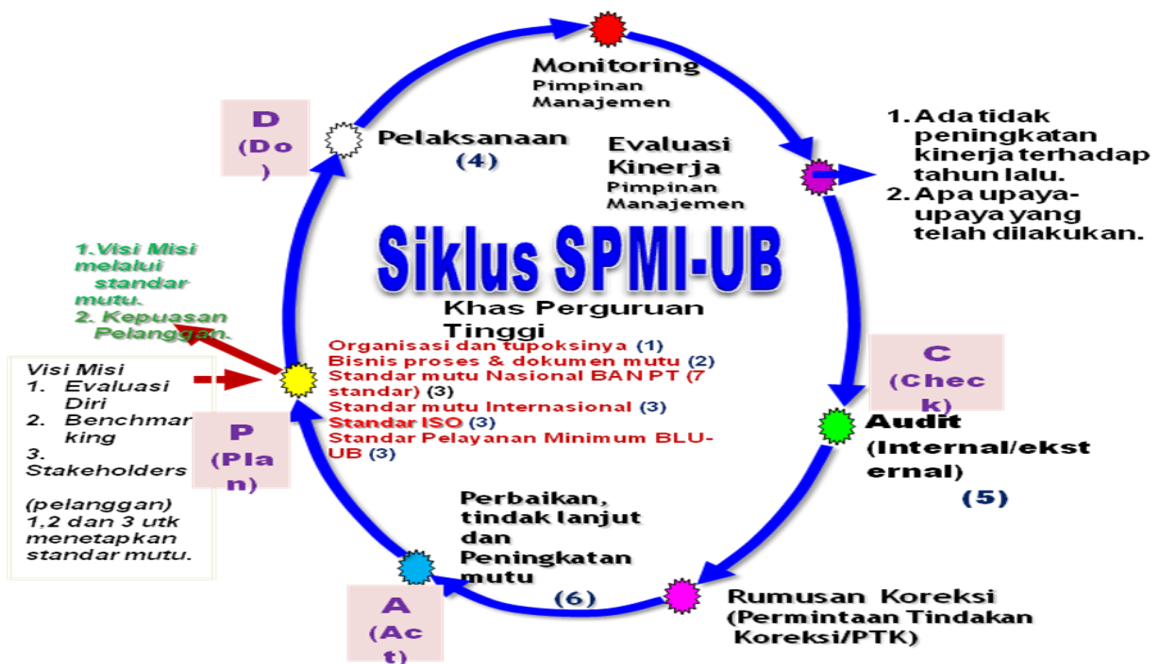 Monitoring
Pimpinan
Manajemen
D
(Do
)
Pelaksanaan
(4)
Evaluasi
Kinerja
Pimpinan
Manajemen
1. Ada tidak
peningkatan
kinerja terhadap
tahun lalu.
2. Apa upaya-
upaya yang
telah dilakukan.
Siklus SPMI-UB
Khas Perguruan
Tinggi
1.Visi Misi
melalui
standar
mutu.
2. Kepuasan
Pelanggan.
Organisasi dan tupoksinya (1)
Bisnis proses & dokumen mutu (2)
Standar mutu Nasional BAN PT (7
standar) (3)
Standar mutu Internasional (3)
Standar ISO (3)
Standar Pelayanan Minimum BLU-
UB (3)
Visi Misi
1. Evaluasi
Diri
2. Benchmar
king
3.
Stakeholders
(pelanggan)
1,2 dan 3 utk
menetapkan
standar mutu.
P
(Pla
n)
C
(Chec
k)
Audit
(Internal/ekst
ernal)
(5)
Perbaikan,
tindak lanjut
dan
Peningkatan
mutu
(6)
A
(Ac
t)
Rumusan Koreksi
(Permintaan Tindakan
Koreksi/PTK)